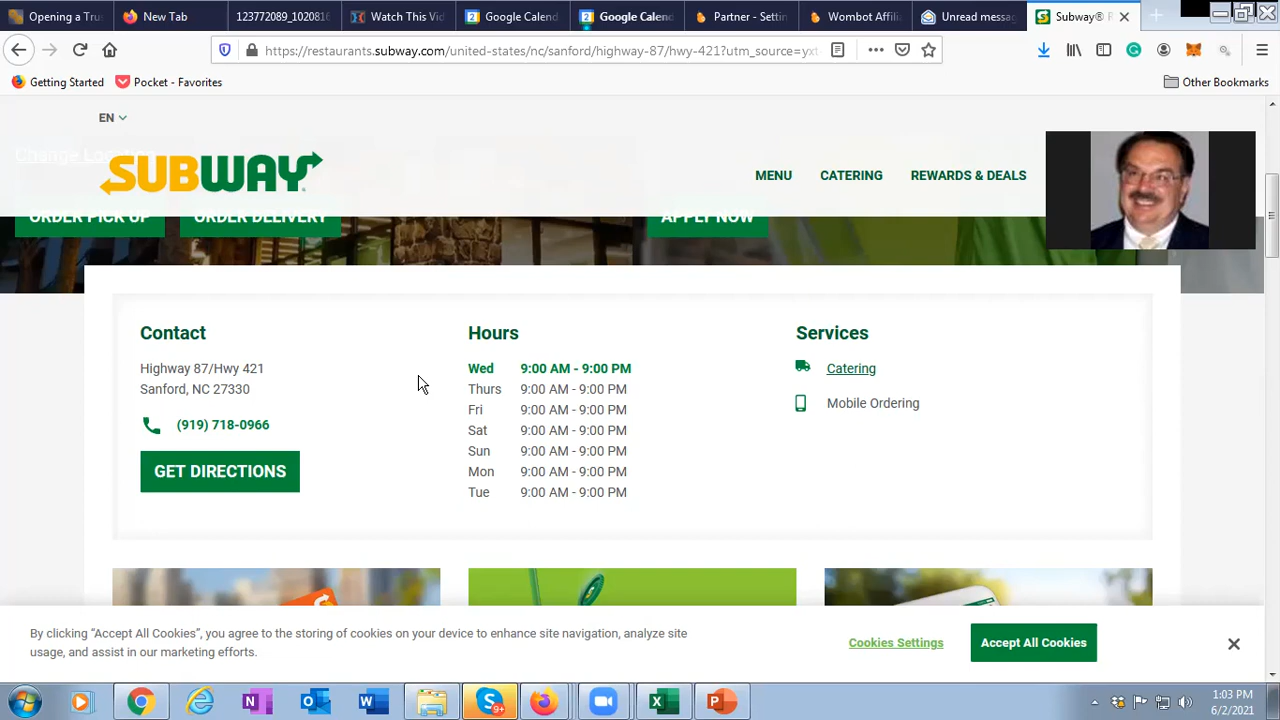 Opening a Tru
New Tab
123772089_1020816
Watch This Vid
Google Calend
Google Calend
Partner - Settin
Wombot Affilia
Unread messag
Subway® R
https://restaurants.subway.com/united-states/nc/sanford/highway-87/hwy-421?utm_source=yxt
Getting Started
Pocket - Favorites
Other Bookmarks
EN
Change Location
SUBWAY
MENU
CATERING
REWARDS & DEALS
ORDER PICK UP
ORDER DELIVERY
APPLY NOW
Contact
Highway 87/Hwy 421
Sanford, NC 27330
(919) 718-0966
GET DIRECTIONS
Hours
Wed 9:00 AM - 9:00 PM
Thurs 9:00 AM - 9:00 PM
Fri 9:00 AM - 9:00 PM
Sat 9:00 AM - 9:00 PM
Sun 9:00 AM - 9:00 PM
Mon 9:00 AM - 9:00 PM
Tue 9:00 AM - 9:00 PM
Services
Catering
Mobile Ordering
By clicking “Accept All Cookies”, you agree to the storing of cookies on your device to enhance site navigation, analyze site
usage, and assist in our marketing efforts.
Cookies Settings
Accept All Cookies
1:03 PM
6/2/2021